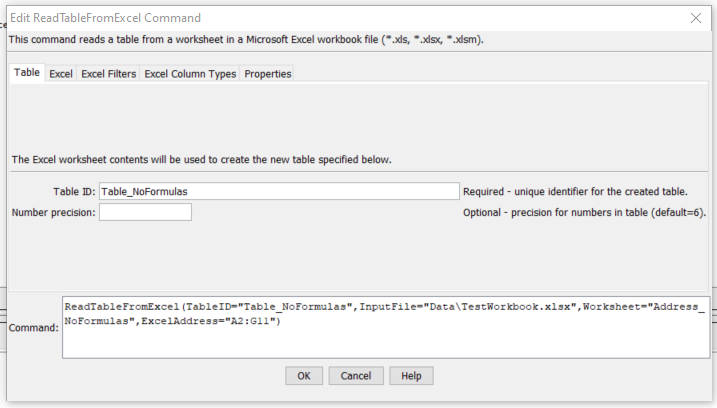 Edit ReadTableFromExcel Command
This command reads a table from a worksheet in a Microsoft Excel workbook file (*.xls, *.xlsx, *.xlsm).
Table Excel Excel Filters Excel Column Types Properties
The Excel worksheet contents will be used to create the new table specified below.
Table ID: Table_NoFormulas Required - unique identifier for the created table.
Number precision: Optional - precision for numbers in table (default=6).
ReadTableFromExcel(TableID="Table_NoFormulas",InputFile="Data\TestWorkbook.xlsx",Worksheet="Address_
Command: NoFormulas",ExcelAddress="A2:G11")
OK Cancel Help